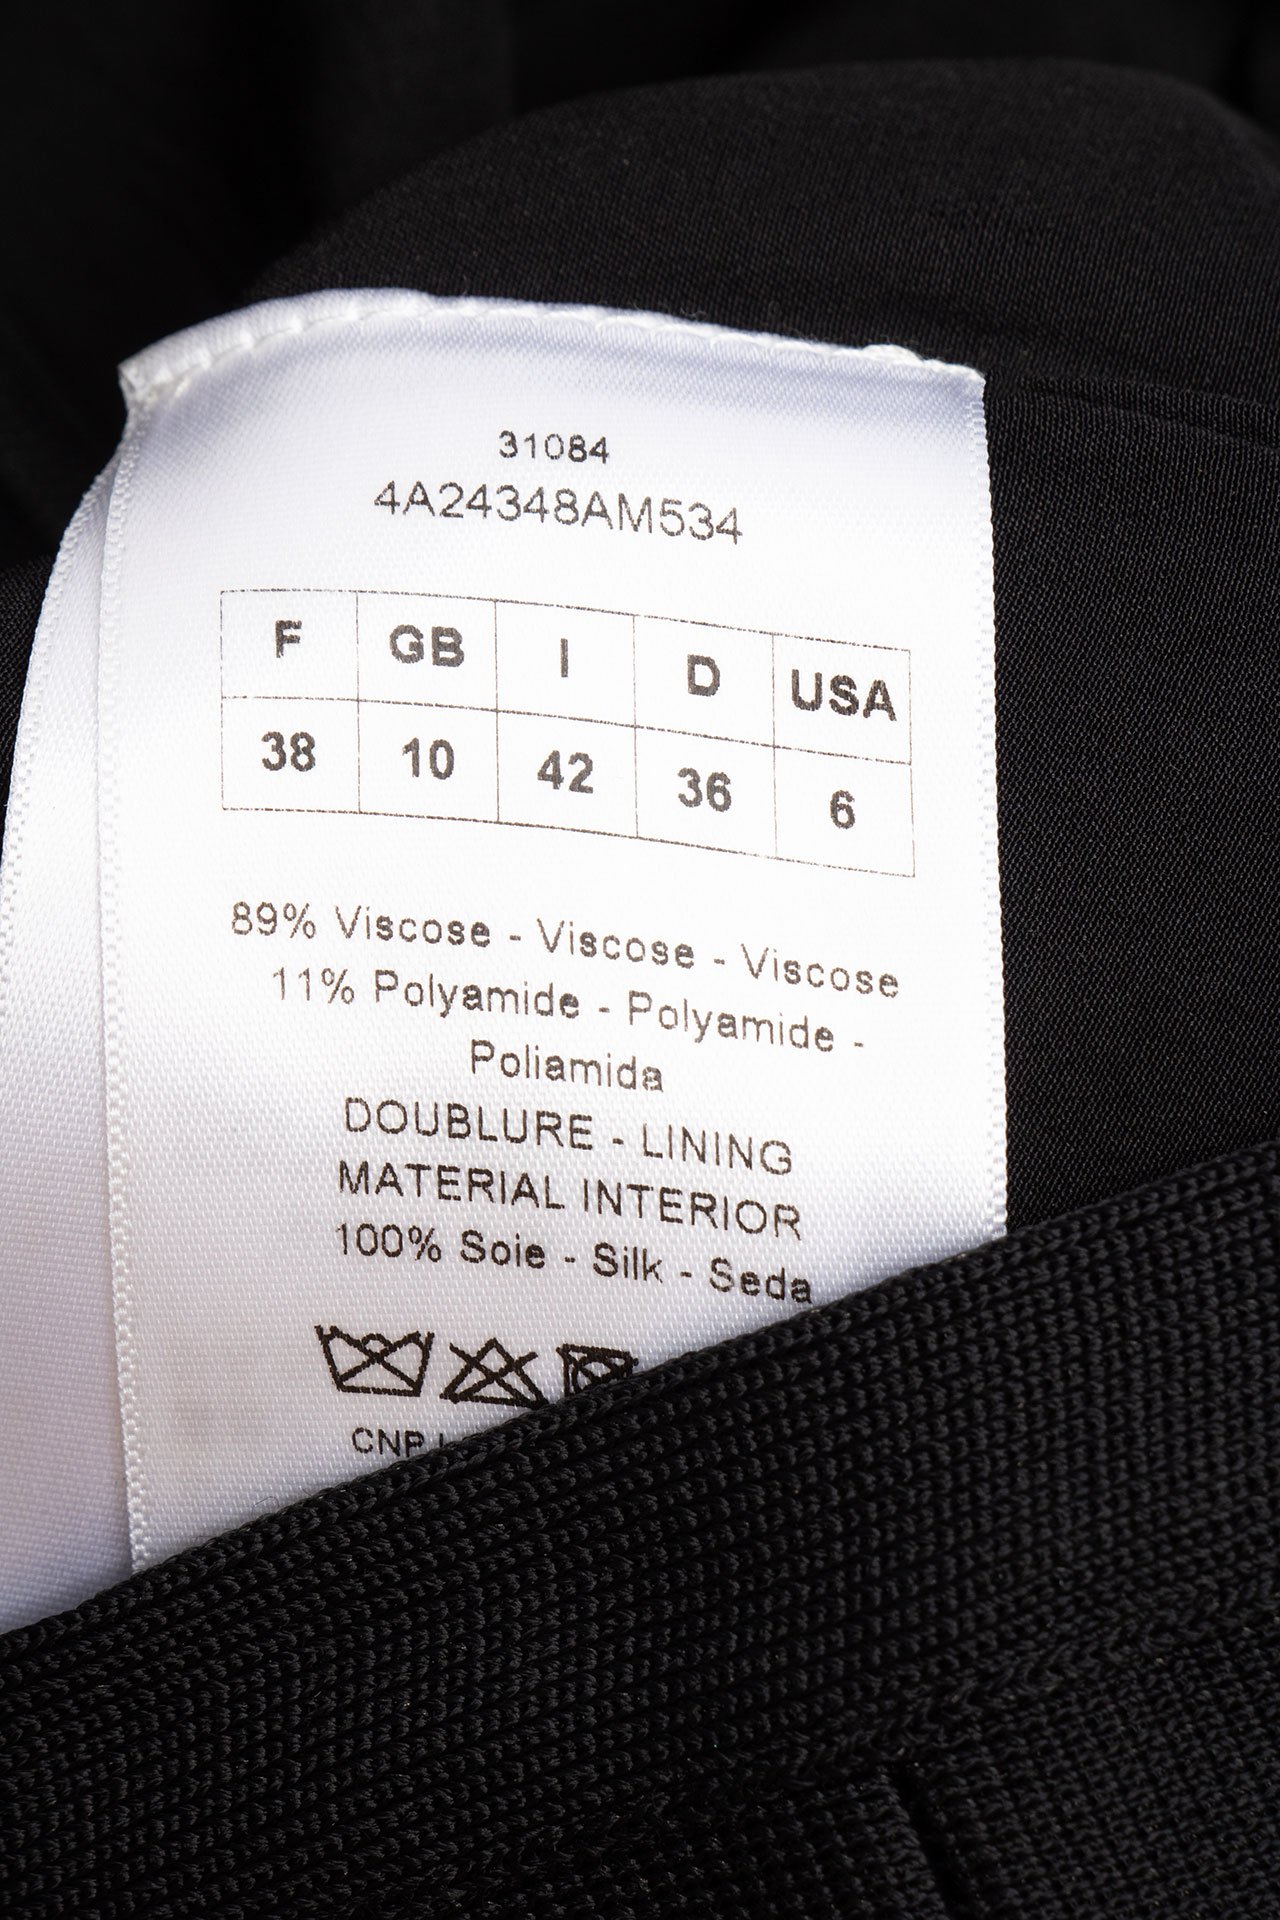 31084
4A24348AM534
F GB I D USA
38 10 42 36 6
89% Viscose - Viscose - Viscose
11% Polyamide - Polyamide -
Poliamida
DOUBLURE - LINING
MATERIAL INTERIOR
100% Soie - Silk - Seda
CNP